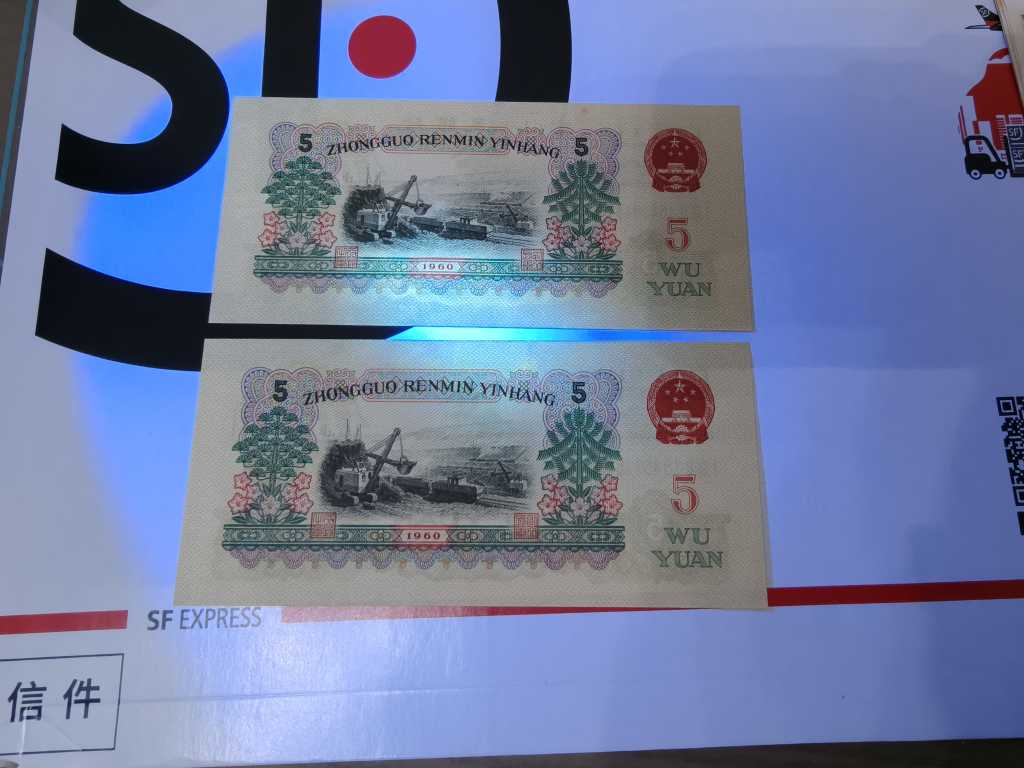 5 ZHONGGUO RENMIN YINHANG 5
5
1960
WU
YUAN
5 ZHONGGUO RENMIN YINHANG 5
5
1960
WU
YUAN
SF EXPRESS
信件